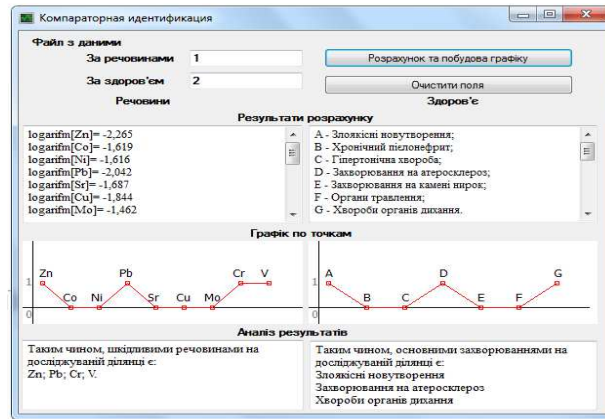 Компараторная идентификация
Файл з даними
За речовинами 1 Розрахунок та побудова графіку
За здоров'єм 2 Очистити поля
Речовини Здоров'є
Результати розрахунку
logarifm[Zn]= -2,265
logarifm[Co]= -1,619
logarifm[Ni]= -1,616
logarifm[Pb]= -2,042
logarifm[Sr]= -1,687
logarifm[Cu]= -1,844
logarifm[Mo]= -1,462
A - Злоякісні новутворення;
B - Хронічний пієлонефрит;
C - Гіпертонічна хвороба;
D - Захворювання на атеросклероз;
E - Захворювання на камені нирок;
F - Органи травлення;
G - Хвороби органів дихання.
Графік по точкам
1 Zn Co Ni Pb Sr Cu Mo Cr V
0
1 A B C D E F G
0
Аналіз результатів
Таким чином, шкідливими речовинами на
досліджуваній ділянці є:
Zn; Pb; Cr; V.
Таким чином, основними захворюваннями на
досліджуваній ділянці є:
Злоякісні новутворення
Захворювання на атеросклероз
Хвороби органів дихання